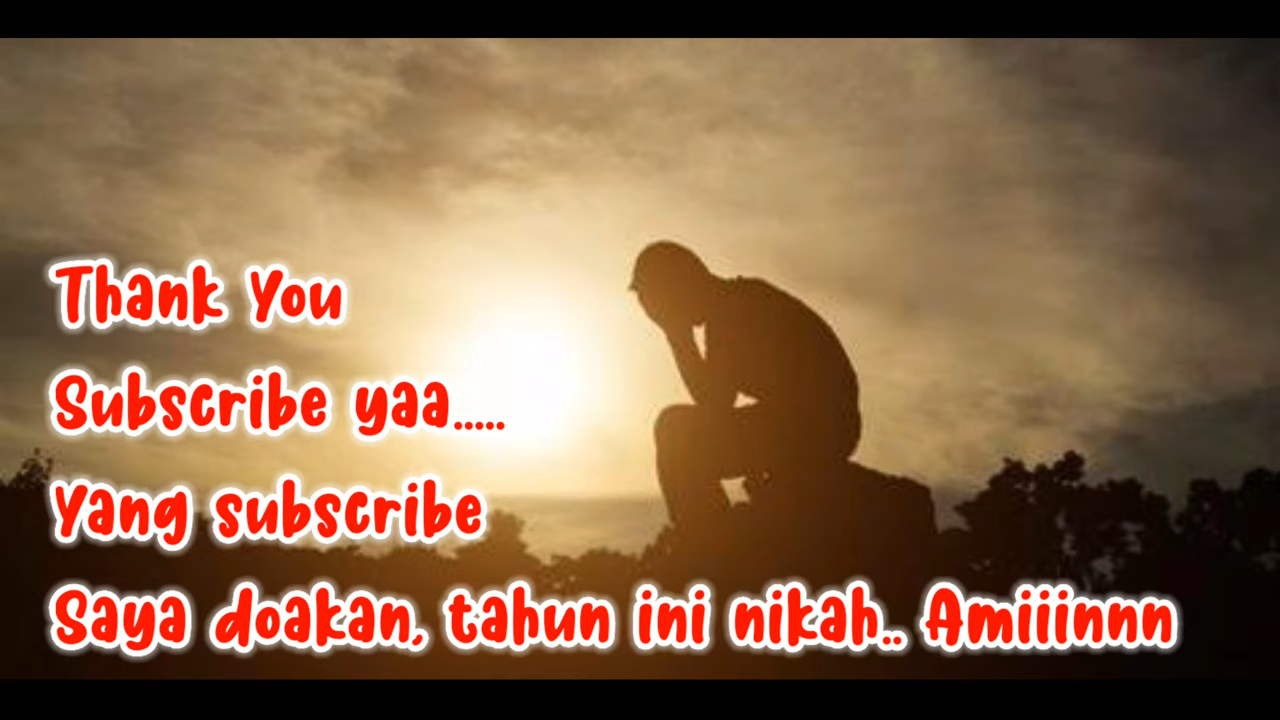 Thank You
Subscribe yaa.....
Yang subscribe
Saya doakan, tahun ini nikah.. Amiiinnn